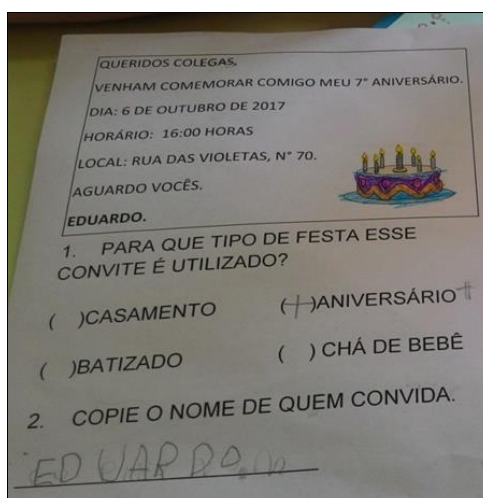 QUERIDOS COLEGAS,
VENHAM COMEMORAR COMIGO MEU 7° ANIVERSÁRIO.
DIA: 6 DE OUTUBRO DE 2017
HORÁRIO: 16:00 HORAS
LOCAL: RUA DAS VIOLETAS, N° 70.
AGUARDO VOCÊS.
EDUARDO.
1. PARA QUE TIPO DE FESTA ESSE
CONVITE É UTILIZADO?
( )CASAMENTO (+)ANIVERSÁRIO
( )BATIZADO ( ) CHÁ DE BEBÊ
2. COPIE O NOME DE QUEM CONVIDA.
EDUARDO.